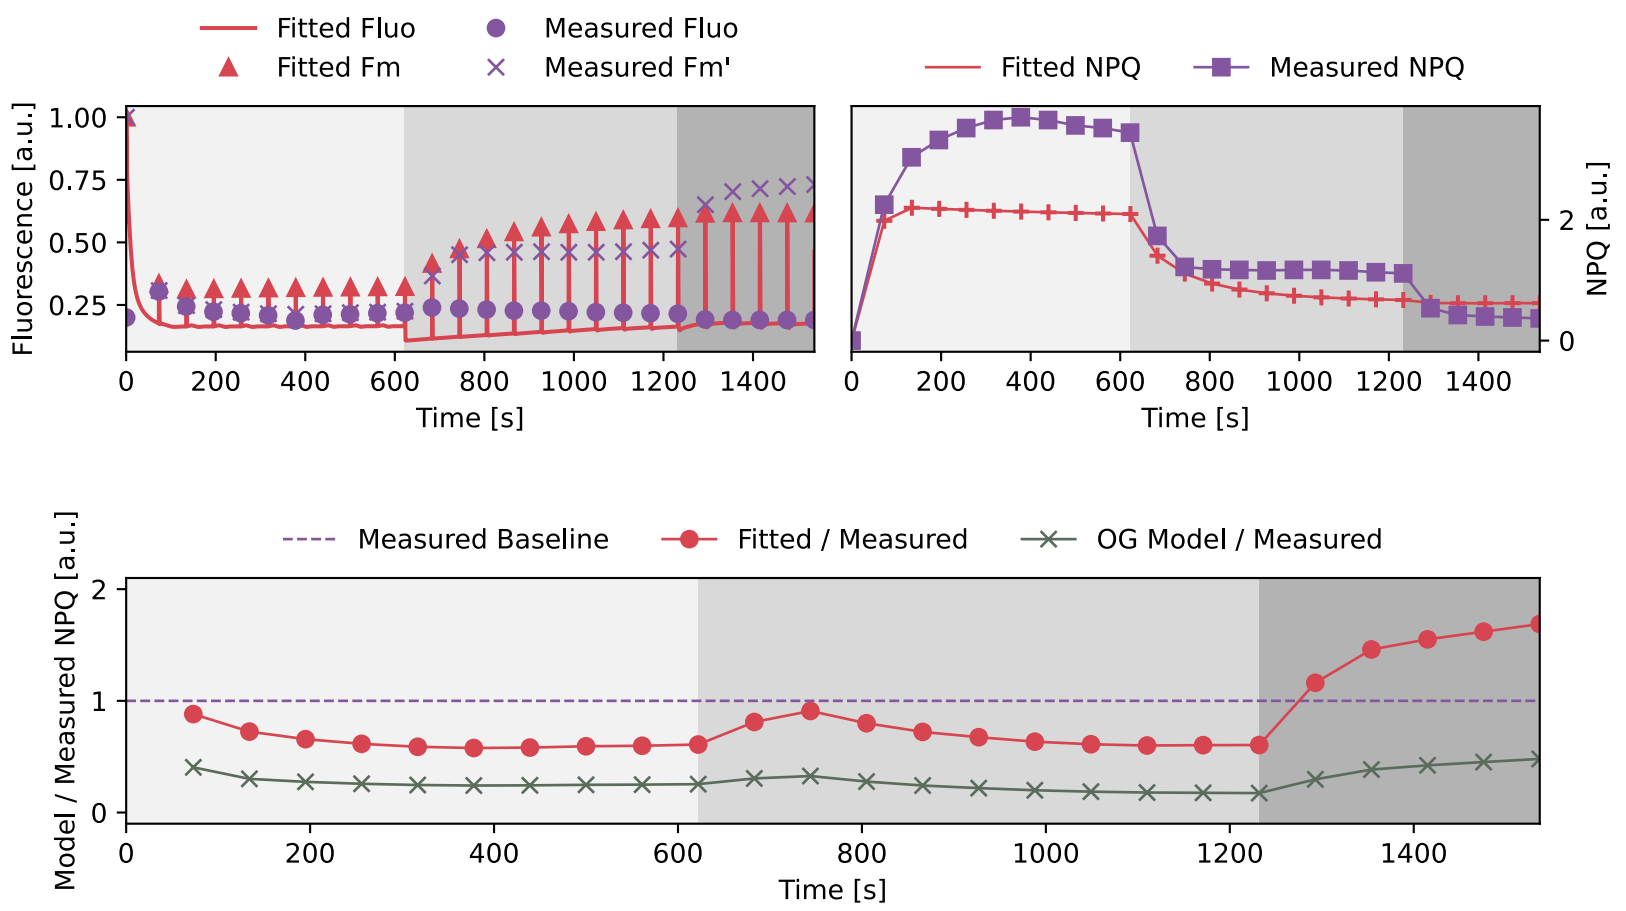 Fitted Fluo
Measured Fluo
Fitted Fm
Measured Fm'
Fitted NPQ
Measured NPQ
Fluorescence [a.u.]
1.00
0.75
0.50
0.25
0 200 400 600 800 1000 1200 1400
Time [s]
NPQ [a.u.]
2
0
0 200 400 600 800 1000 1200 1400
Time [s]
Measured Baseline
Fitted / Measured
OG Model / Measured
Model / Measured NPQ [a.u.]
2
1
0
0 200 400 600 800 1000 1200 1400
Time [s]